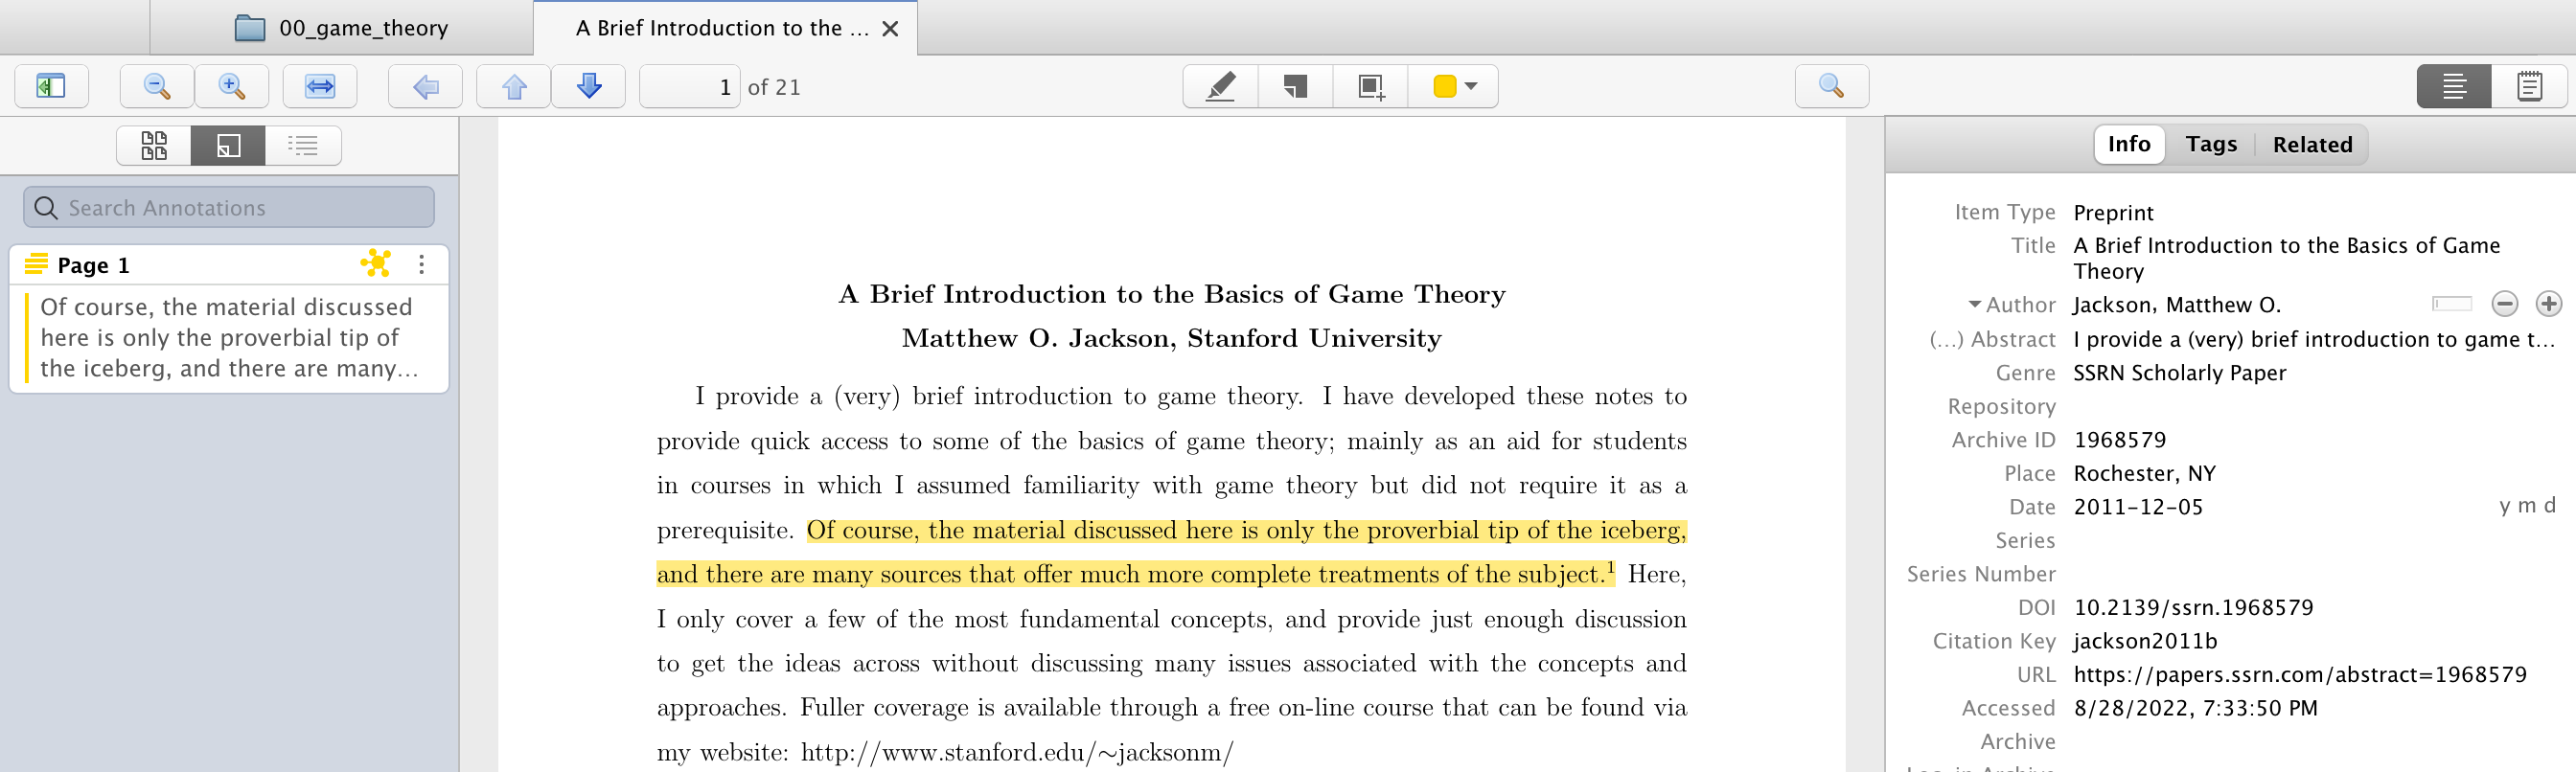 00_game_theory
A Brief Introduction to the ...
1 of 21
Search Annotations
Page 1
Of course, the material discussed
here is only the proverbial tip of
the iceberg, and there are many...
A Brief Introduction to the Basics of Game Theory
Matthew O. Jackson, Stanford University
I provide a (very) brief introduction to game theory. I have developed these notes to
provide quick access to some of the basics of game theory; mainly as an aid for students
in courses in which I assumed familiarity with game theory but did not require it as a
prerequisite. Of course, the material discussed here is only the proverbial tip of the iceberg,
and there are many sources that offer much more complete treatments of the subject.1 Here,
I only cover a few of the most fundamental concepts, and provide just enough discussion
to get the ideas across without discussing many issues associated with the concepts and
approaches. Fuller coverage is available through a free on-line course that can be found via
my website: http://www.stanford.edu/~jacksonm/
Info Tags Related
Item Type Preprint
Title A Brief Introduction to the Basics of Game
Theory
Author Jackson, Matthew O.
(...) Abstract I provide a (very) brief introduction to game t...
Genre SSRN Scholarly Paper
Repository
Archive ID 1968579
Place Rochester, NY
Date 2011-12-05 y m d
Series
Series Number
DOI 10.2139/ssrn.1968579
Citation Key jackson2011b
URL https://papers.ssrn.com/abstract=1968579
Accessed 8/28/2022, 7:33:50 PM
Archive